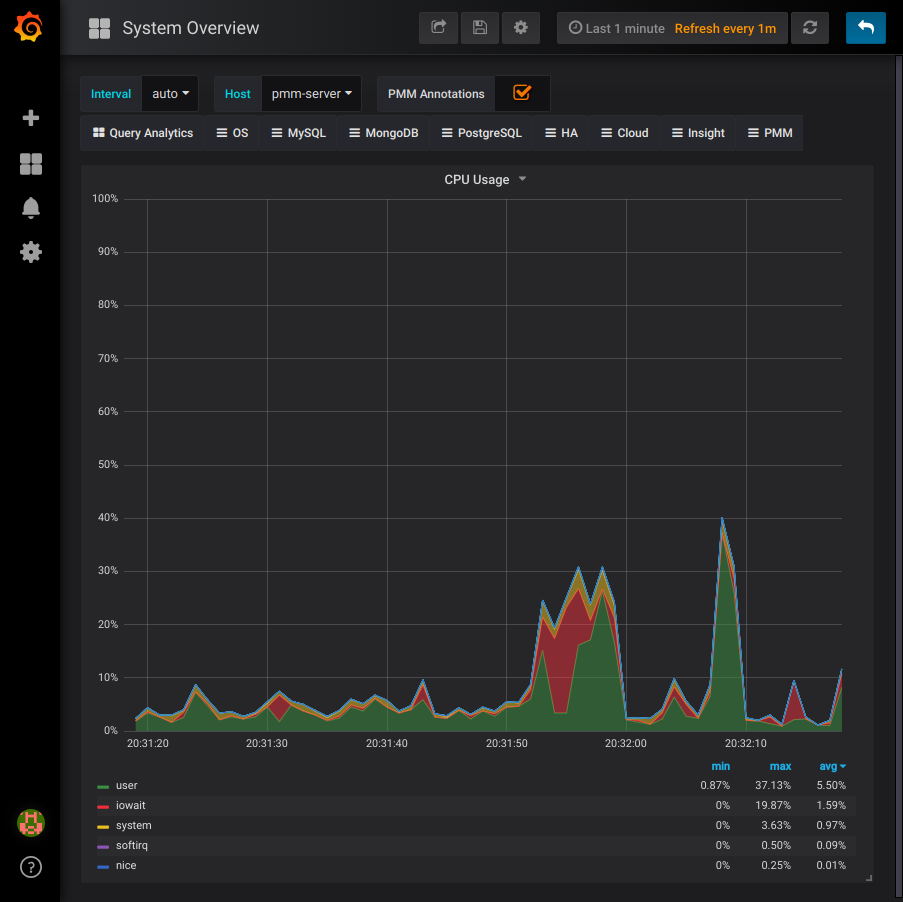 System Overview
Last 1 minute Refresh every 1m
Interval auto Host pmm-server PMM Annotations
Query Analytics OS MySQL MongoDB PostgreSQL HA Cloud Insight PMM
CPU Usage
100%
90%
80%
70%
60%
50%
40%
30%
20%
10%
0%
20:31:20 20:31:30 20:31:40 20:31:50 20:32:00 20:32:10
min max avg
user 0.87% 37.13% 5.50%
iowait 0% 19.87% 1.59%
system 0% 3.63% 0.97%
softirq 0% 0.50% 0.09%
nice 0% 0.25% 0.01%
?